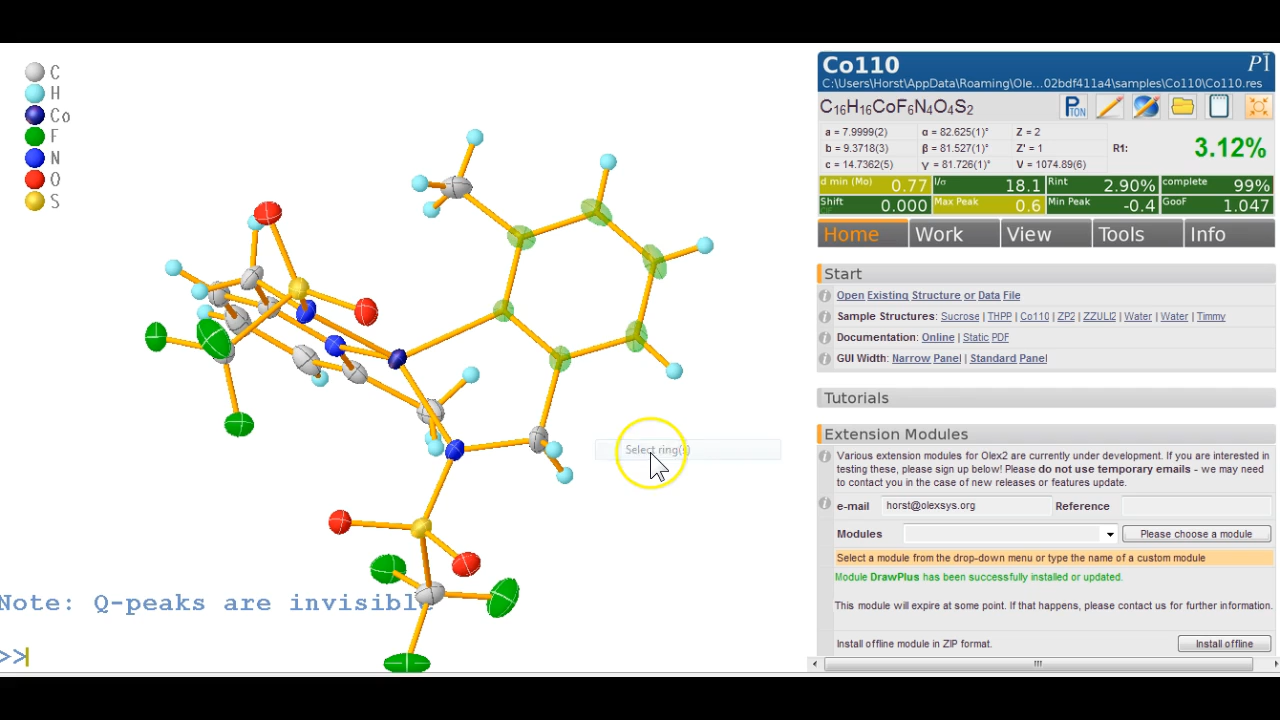 C
H
Co
F
N
O
S
Select ring(s)
Note: Q-peaks are invisible
>>
Co110
C:\Users\Horst\AppData\Roaming\Ole...02bdf411a4\samples\Co110\Co110.res
C16H16CoF6N4O4S2
PTON
a = 7.9999(2) α = 82.625(1)° Z = 2
b = 9.3718(3) β = 81.527(1)° Z' = 1 R1: 3.12%
c = 14.7362(5) γ = 81.726(1)° V = 1074.89(6)
d min (Mo) 0.77 I/σ 18.1 Rint 2.90% complete 99%
Shift 0.000 Max Peak 0.6 Min Peak -0.4 GooF 1.047
Home Work View Tools Info
Start
Open Existing Structure or Data File
Sample Structures: Sucrose | THPP | Co110 | ZP2 | ZZULI2 | Water | Water | Timmy
Documentation: Online | Static PDF
GUI Width: Narrow Panel | Standard Panel
Tutorials
Extension Modules
Various extension modules for Olex2 are currently under development. If you are interested in
testing these, please sign up below! Please do not use temporary emails - we may need
to contact you in the case of new releases or features update.
e-mail horst@olexsys.org Reference
Modules Please choose a module
Select a module from the drop-down menu or type the name of a custom module
Module DrawPlus has been successfully installed or updated.
This module will expire at some point. If that happens, please contact us for further information.
Install offline module in ZIP format. Install offline